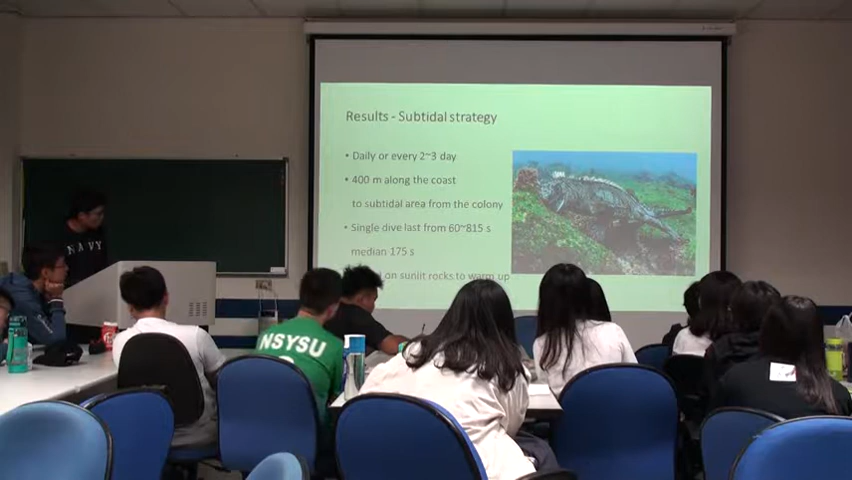 Results - Subtidal strategy
• Daily or every 2~3 day
• 400 m along the coast
to subtidal area from the colony
• Single dive last from 60~815 s
median 175 s
on sunlit rocks to warm up
NAVY
NSYSU